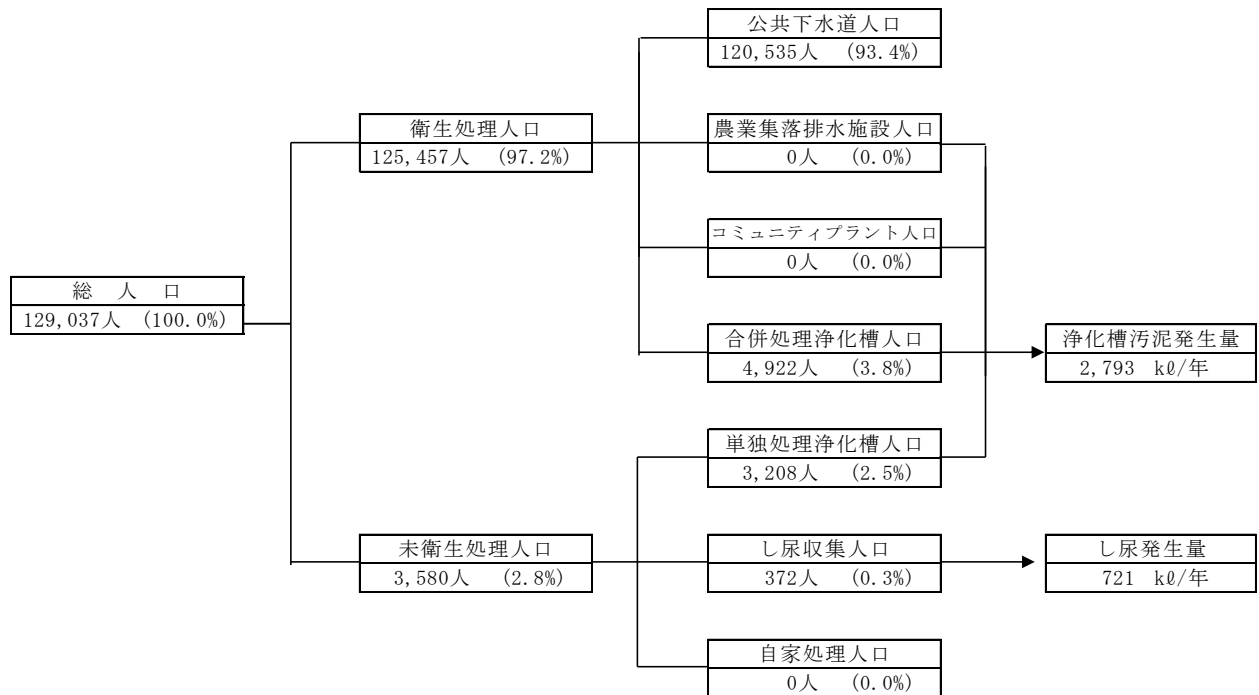 公共下水道人口
120,535人 (93.4%)
衛生処理人口
125,457人 (97.2%)
農業集落排水施設人口
0人 (0.0%)
コミュニティプラント人口
0人 (0.0%)
総 人 口
129,037人 (100.0%)
合併処理浄化槽人口
4,922人 (3.8%)
浄化槽汚泥発生量
2,793 kℓ/年
単独処理浄化槽人口
3,208人 (2.5%)
未衛生処理人口
3,580人 (2.8%)
し尿収集人口
372人 (0.3%)
し尿発生量
721 kℓ/年
自家処理人口
0人 (0.0%)